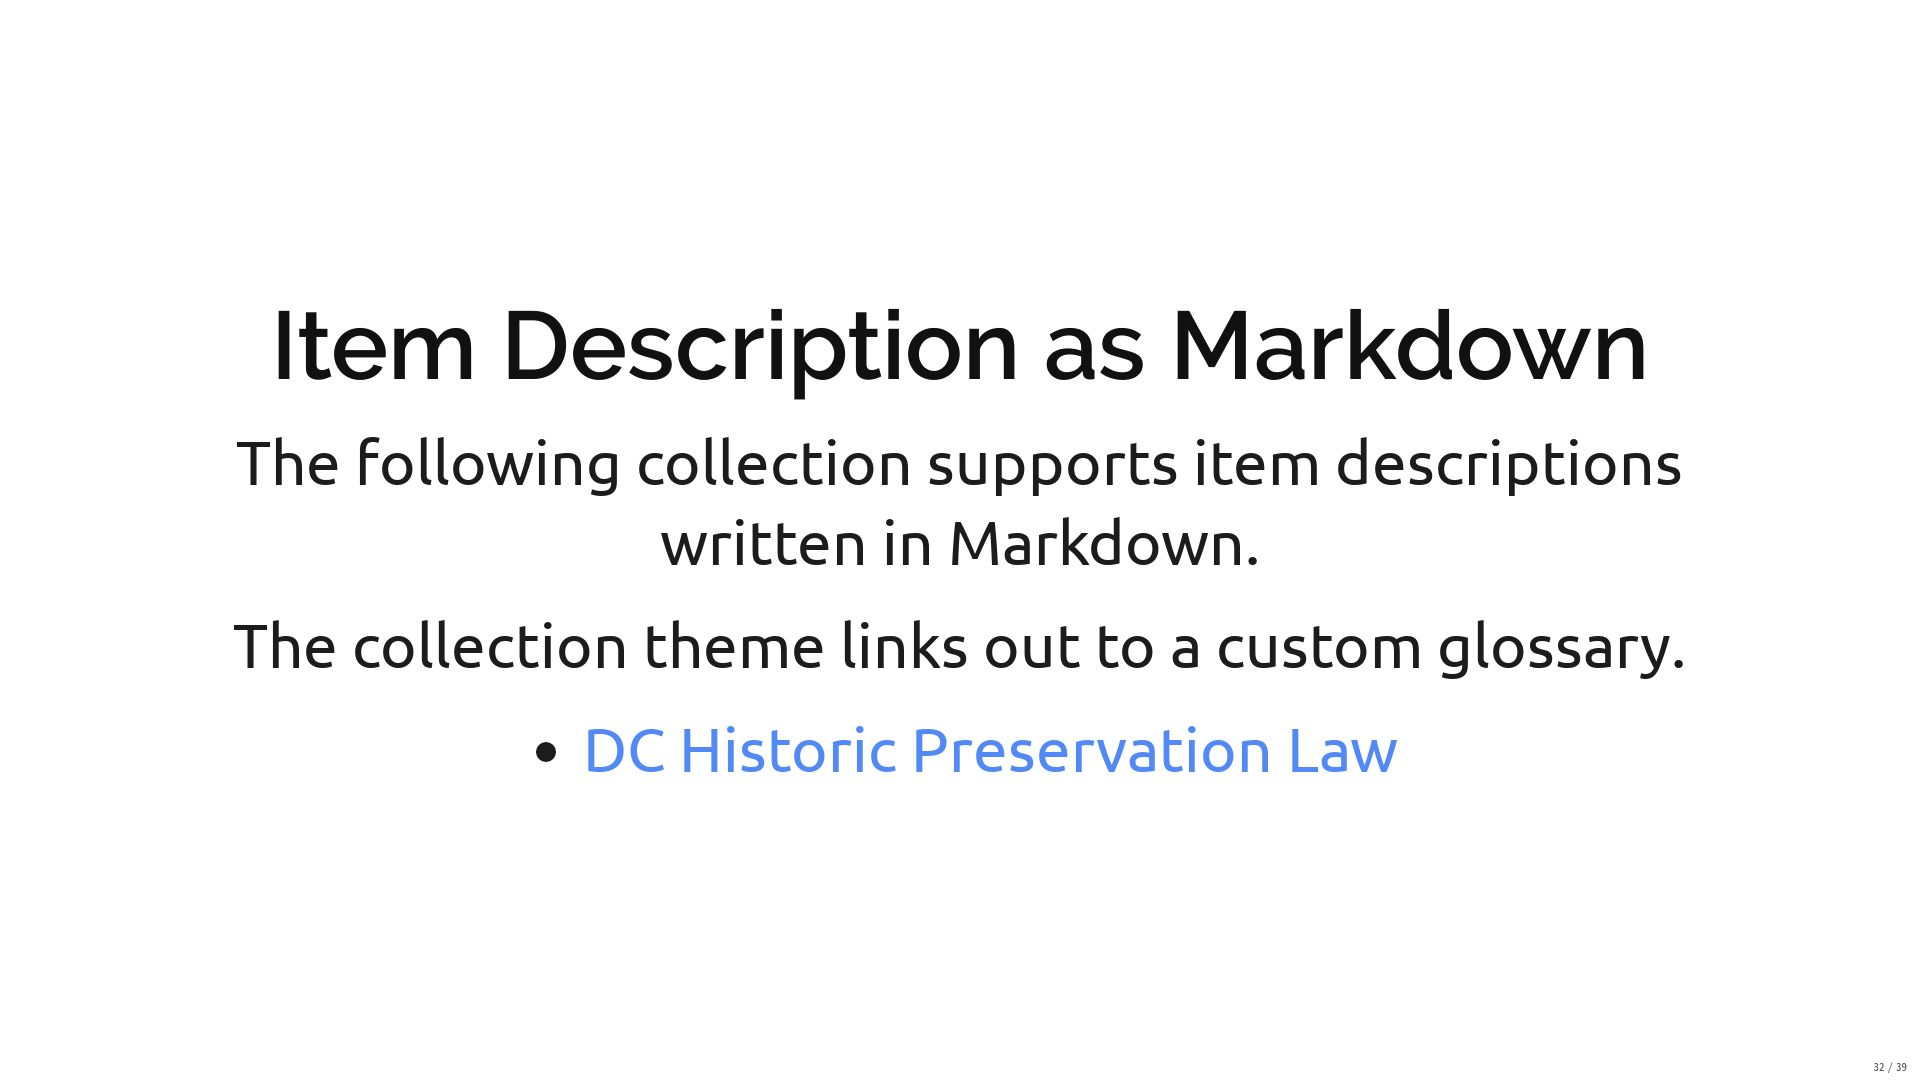 Item Description as Markdown
The following collection supports item descriptions
written in Markdown.
The collection theme links out to a custom glossary.
• DC Historic Preservation Law
32 / 39